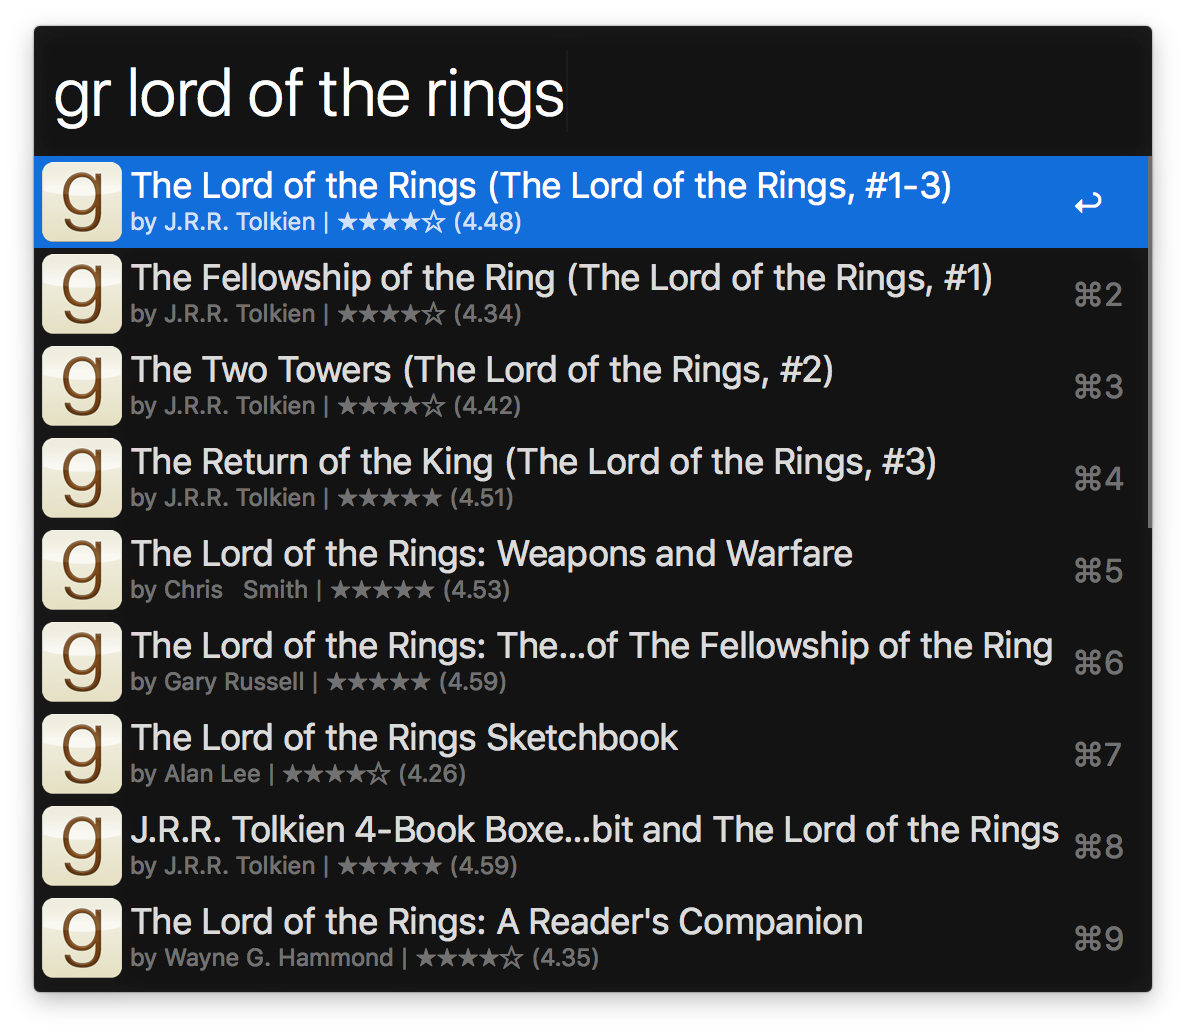 gr lord of the rings
g The Lord of the Rings (The Lord of the Rings, #1-3) ↩
by J.R.R. Tolkien | ★★★★☆ (4.48)
g The Fellowship of the Ring (The Lord of the Rings, #1) ⌘2
by J.R.R. Tolkien | ★★★★☆ (4.34)
g The Two Towers (The Lord of the Rings, #2) ⌘3
by J.R.R. Tolkien | ★★★★☆ (4.42)
g The Return of the King (The Lord of the Rings, #3) ⌘4
by J.R.R. Tolkien | ★★★★★ (4.51)
g The Lord of the Rings: Weapons and Warfare ⌘5
by Chris   Smith | ★★★★★ (4.53)
g The Lord of the Rings: The...of The Fellowship of the Ring ⌘6
by Gary Russell | ★★★★★ (4.59)
g The Lord of the Rings Sketchbook ⌘7
by Alan Lee | ★★★★☆ (4.26)
g J.R.R. Tolkien 4-Book Boxe...bit and The Lord of the Rings ⌘8
by J.R.R. Tolkien | ★★★★★ (4.59)
g The Lord of the Rings: A Reader's Companion ⌘9
by Wayne G. Hammond | ★★★★☆ (4.35)